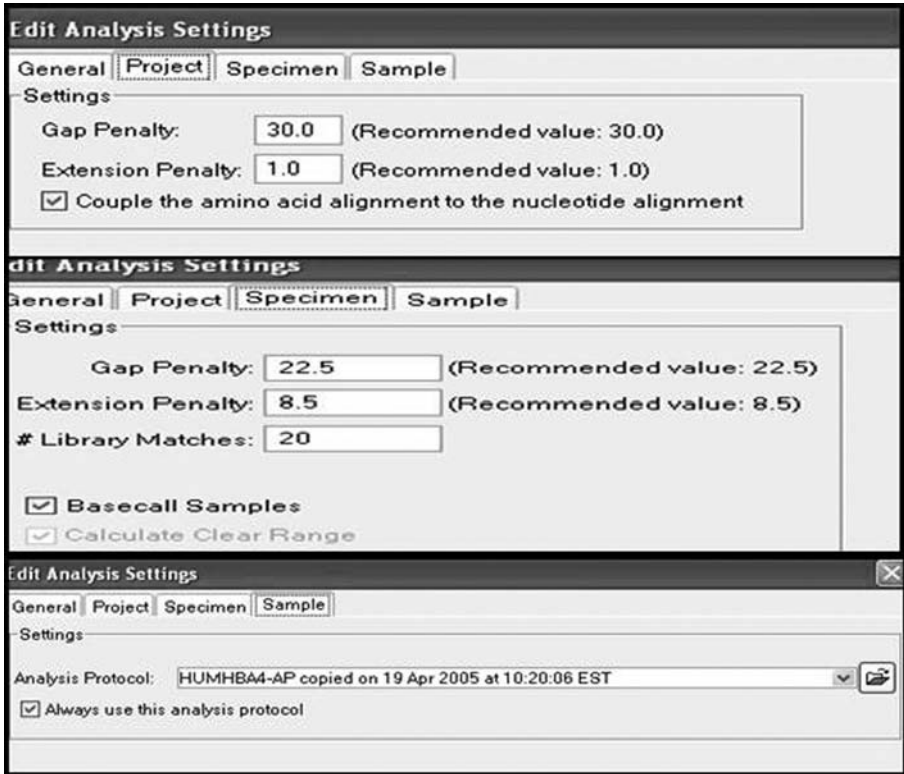 Edit Analysis Settings
General Project Specimen Sample
Settings
Gap Penalty: 30.0 (Recommended value: 30.0)
Extension Penalty: 1.0 (Recommended value: 1.0)
Couple the amino acid alignment to the nucleotide alignment
dit Analysis Settings
General Project Specimen Sample
Settings
Gap Penalty: 22.5 (Recommended value: 22.5)
Extension Penalty: 8.5 (Recommended value: 8.5)
# Library Matches: 20
Basecall Samples
Calculate Clear Range
Edit Analysis Settings
General Project Specimen Sample
Settings
Analysis Protocol: HUMHBA4-AP copied on 19 Apr 2005 at 10:20:06 EST
Always use this analysis protocol